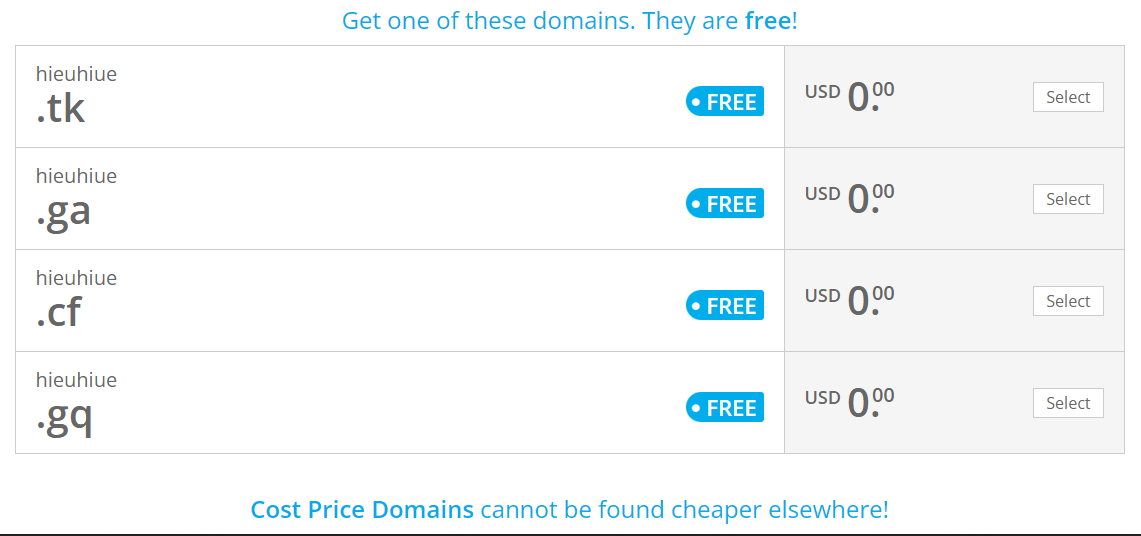 Get one of these domains. They are free!
hieuhiue
.tk
FREE
USD 0.00
Select
hieuhiue
.ga
FREE
USD 0.00
Select
hieuhiue
.cf
FREE
USD 0.00
Select
hieuhiue
.gq
FREE
USD 0.00
Select
Cost Price Domains cannot be found cheaper elsewhere!